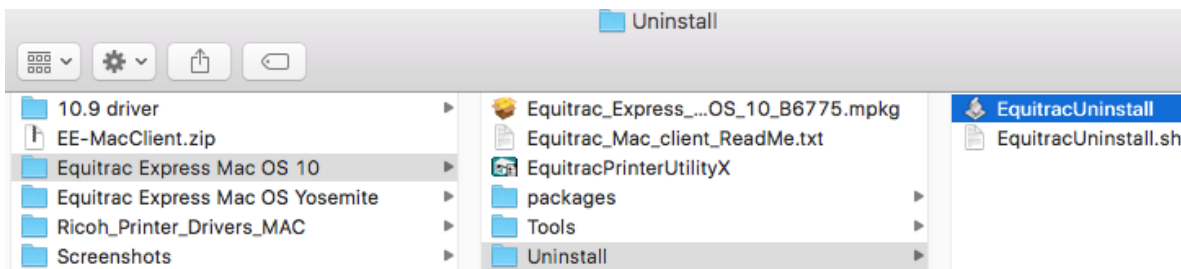 Uninstall
10.9 driver
EE-MacClient.zip
Equitrac Express Mac OS 10
Equitrac Express Mac OS Yosemite
Ricoh_Printer_Drivers_MAC
Screenshots
Equitrac_Express_...OS_10_B6775.mpkg
Equitrac_Mac_client_ReadMe.txt
EquitracPrinterUtilityX
packages
Tools
Uninstall
EquitracUninstall
EquitracUninstall.sh